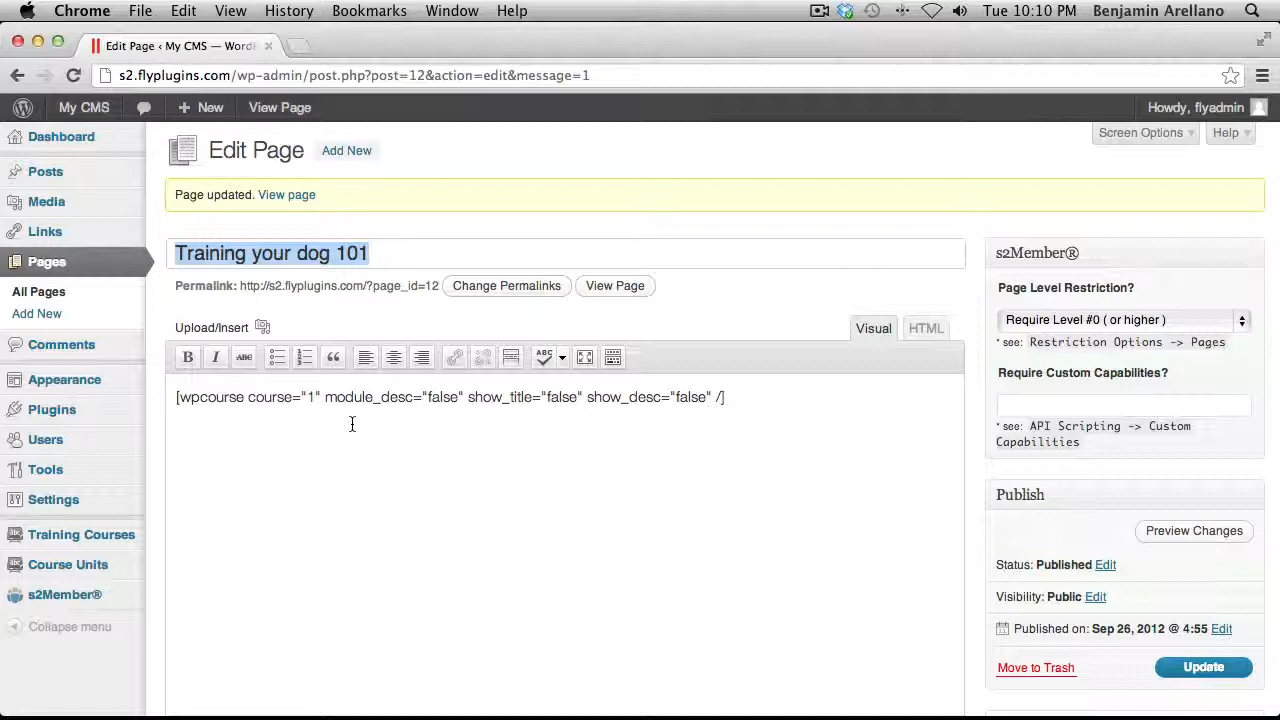 Chrome File Edit View History Bookmarks Window Help Tue 10:10 PM Benjamin Arellano
Edit Page ‹ My CMS — WordP
s2.flyplugins.com/wp-admin/post.php?post=12&action=edit&message=1
My CMS New View Page Howdy, flyadmin
Screen Options Help
Dashboard
Posts
Media
Links
Pages
All Pages
Add New
Comments
Appearance
Plugins
Users
Tools
Settings
Training Courses
Course Units
s2Member®
Collapse menu
Edit Page Add New
Page updated. View page
Training your dog 101
Permalink: http://s2.flyplugins.com/?page_id=12 Change Permalinks View Page
Upload/Insert Visual HTML
B I ABC ABC
[wpcourse course="1" module_desc="false" show_title="false" show_desc="false" /]
s2Member®
Page Level Restriction?
Require Level #0 ( or higher )
* see: Restriction Options -> Pages
Require Custom Capabilities?
* see: API Scripting -> Custom
Capabilities
Publish
Preview Changes
Status: Published Edit
Visibility: Public Edit
Published on: Sep 26, 2012 @ 4:55 Edit
Move to Trash Update